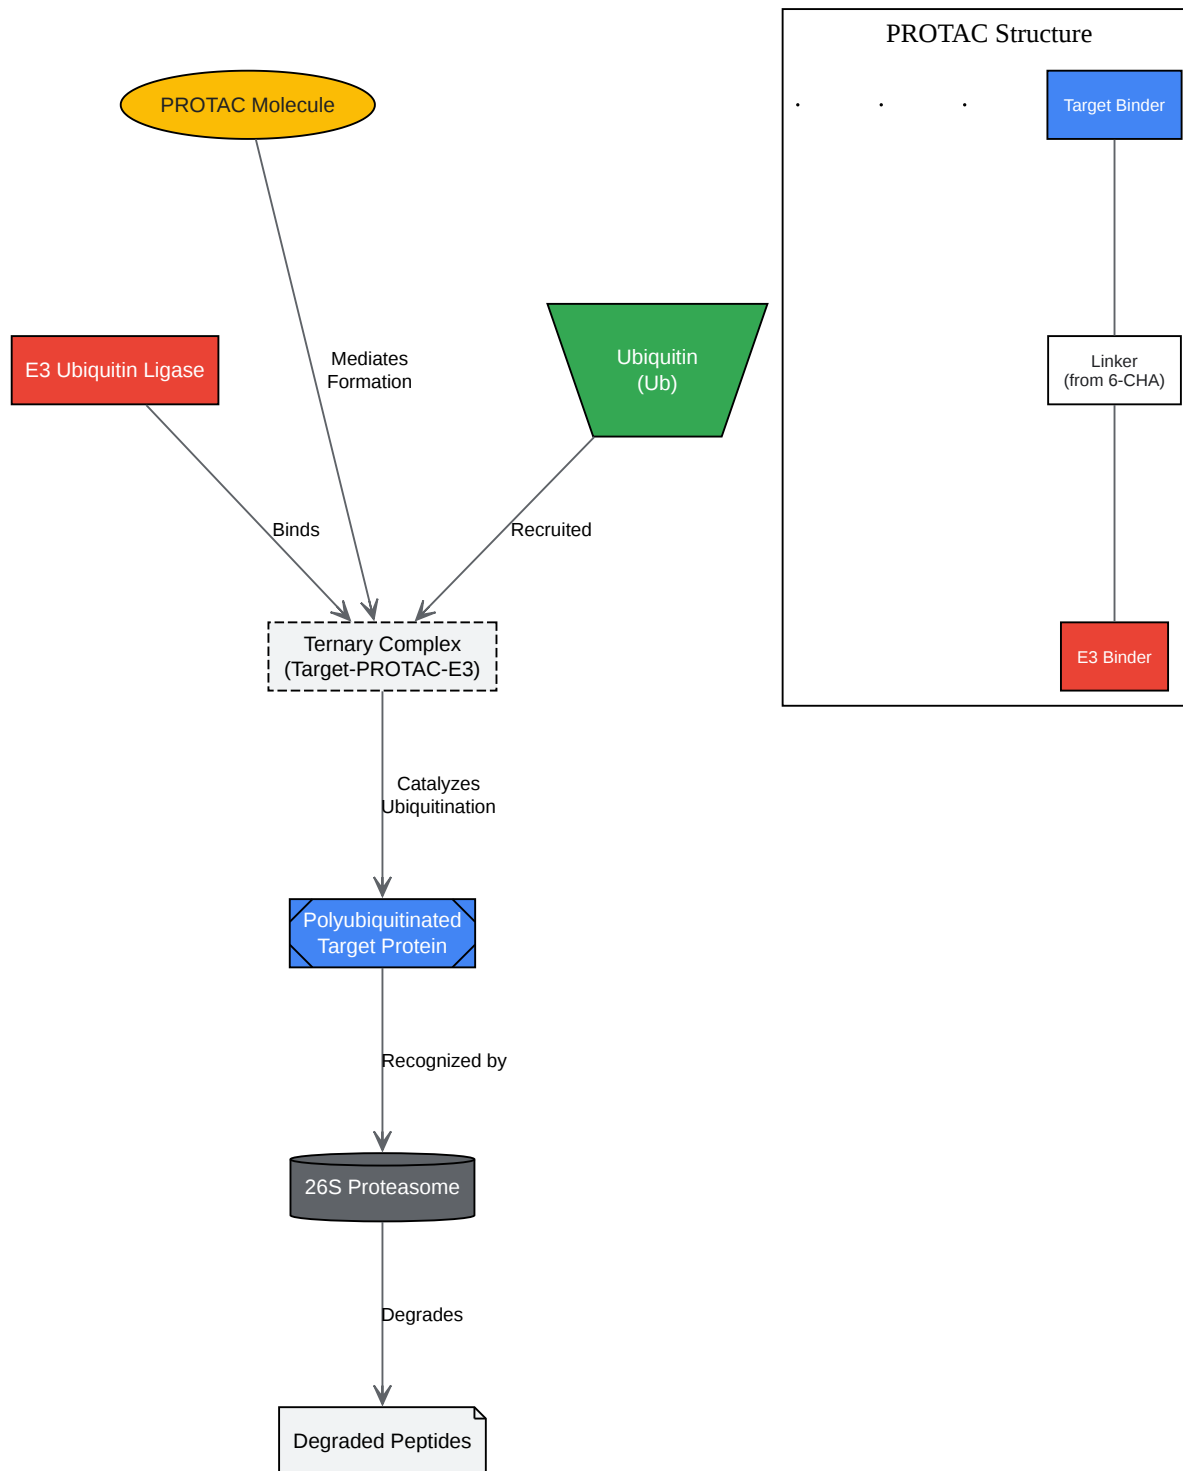 PROTAC Structure
PROTAC Molecule
Target Binder
E3 Ubiquitin Ligase
Mediates
Formation
Ubiquitin
(Ub)
Linker
(from 6-CHA)
Binds
Recruited
Ternary Complex
(Target-PROTAC-E3)
E3 Binder
Catalyzes
Ubiquitination
Polyubiquitinated
Target Protein
Recognized by
26S Proteasome
Degrades
Degraded Peptides